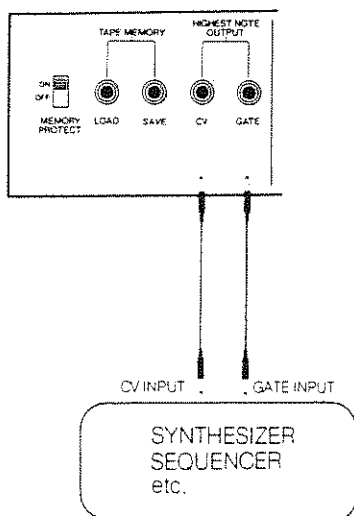 TAPE MEMORY
HIGHEST NOTE
OUTPUT
ON
OFF
MEMORY
PROTECT
LOAD
SAVE
CV
GATE
CV INPUT
GATE INPUT
SYNTHESIZER
SEQUENCER
etc.